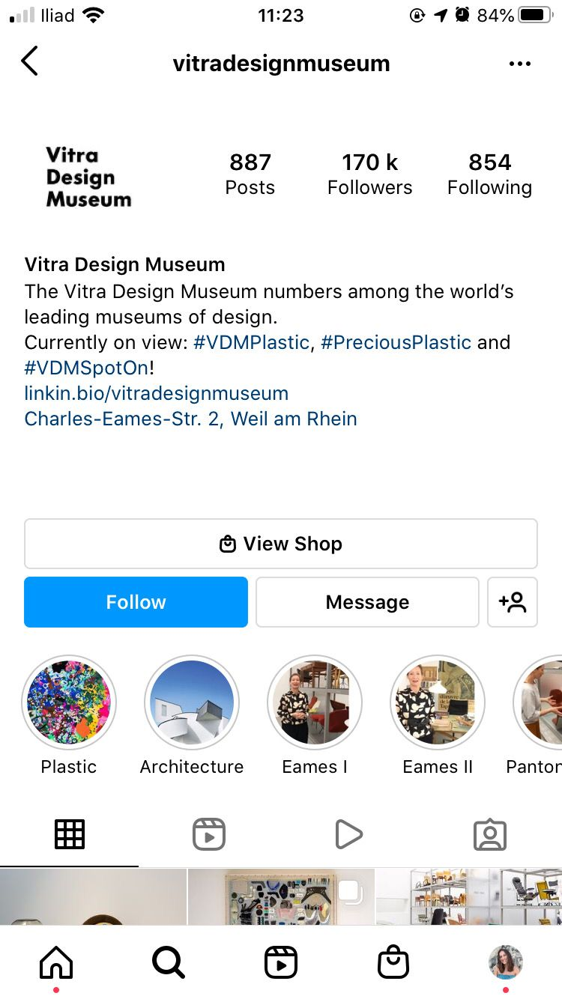 Iliad 11:23 84%
vitradesignmuseum
Vitra
Design
Museum
887 170 k 854
Posts Followers Following
Vitra Design Museum
The Vitra Design Museum numbers among the world’s
leading museums of design.
Currently on view: #VDMPlastic, #PreciousPlastic and
#VDMSpotOn!
linkin.bio/vitradesignmuseum
Charles-Eames-Str. 2, Weil am Rhein
View Shop
Follow Message
Plastic Architecture Eames I Eames II Panton